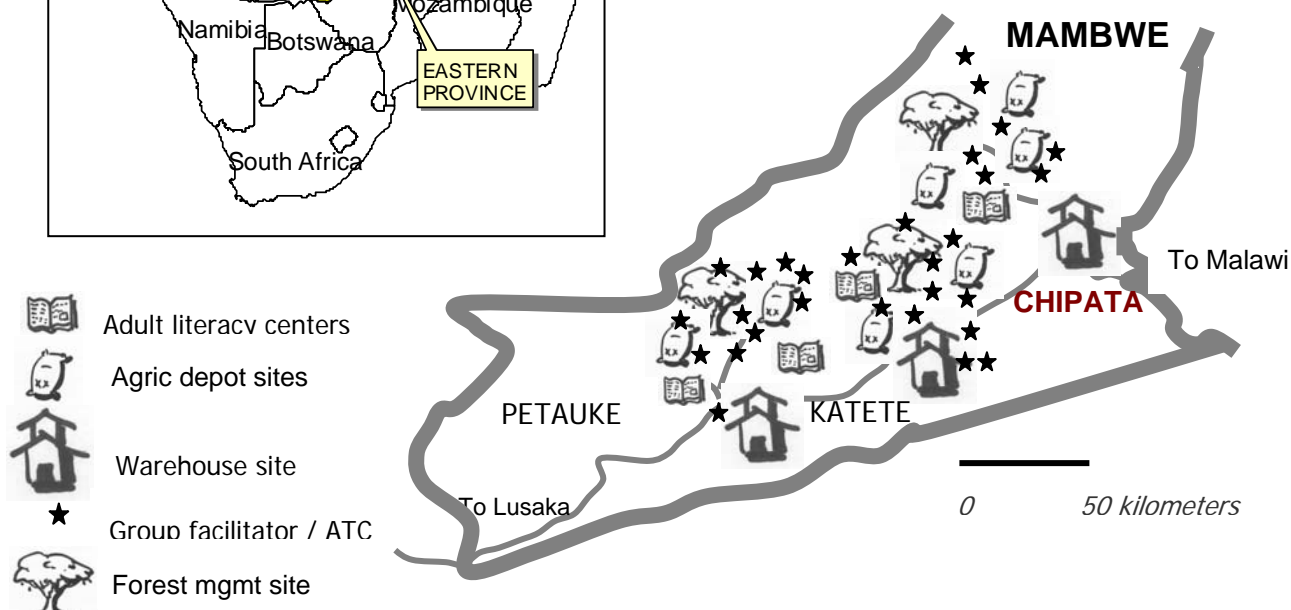 Mozambique
Namibia
Botswana
EASTERN
PROVINCE
South Africa
MAMBWE
To Malawi
CHIPATA
PETAUKE
KATETE
To Lusaka
0 50 kilometers
Adult literacy centers
Agric depot sites
Warehouse site
Group facilitator / ATC
Forest mgmt site